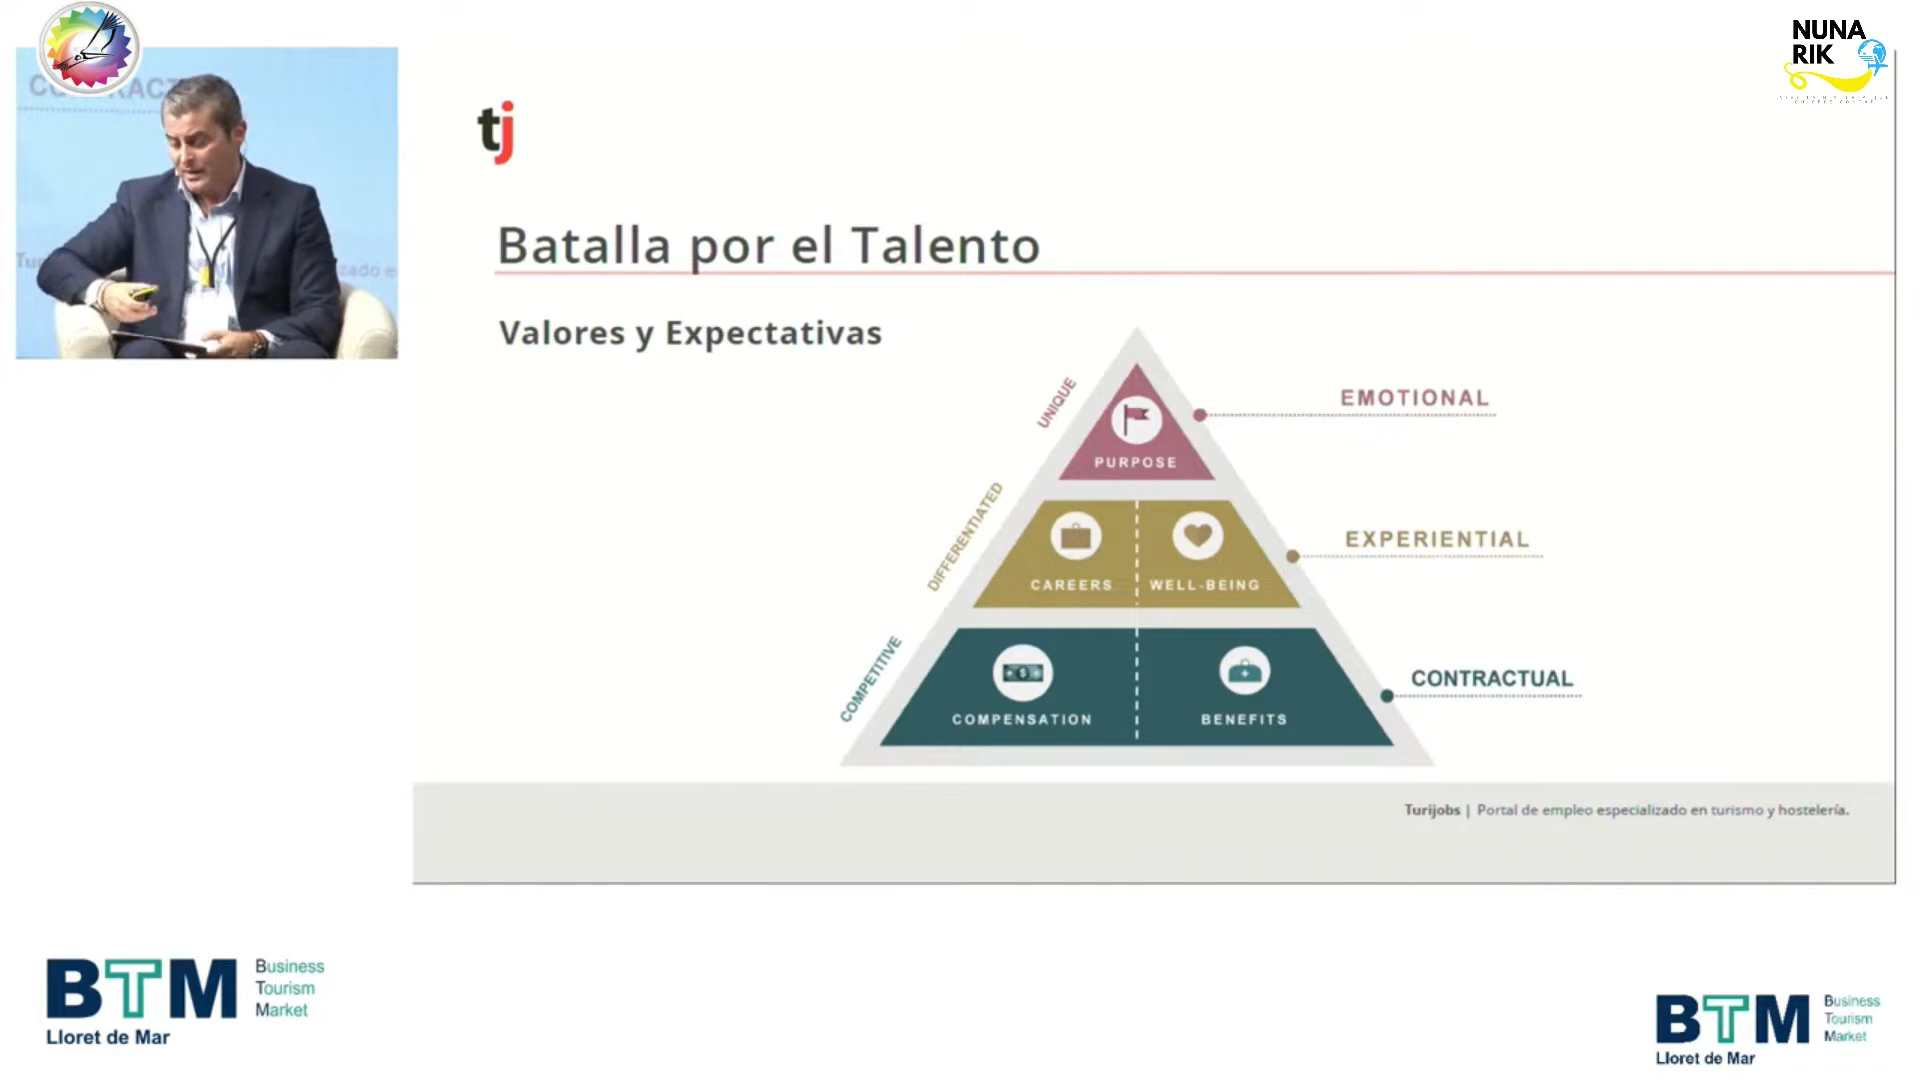 NUNA
RIK
tj
Batalla por el Talento
Valores y Expectativas
UNIQUE
PURPOSE
EMOTIONAL
DIFFERENTIATED
CAREERS
WELL-BEING
EXPERIENTIAL
COMPETITIVE
COMPENSATION
BENEFITS
CONTRACTUAL
Turijobs | Portal de empleo especializado en turismo y hostelería.
BTM
Business
Tourism
Market
Lloret de Mar
BTM
Business
Tourism
Market
Lloret de Mar